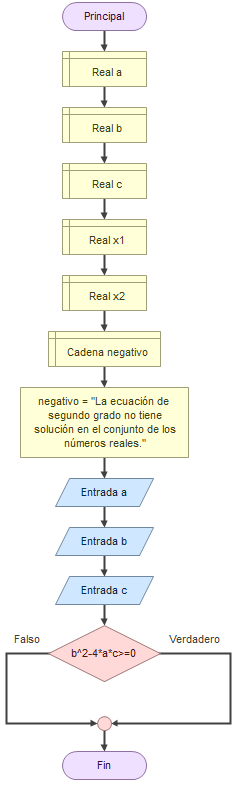 Principal
Real a
Real b
Real c
Real x1
Real x2
Cadena negativo
negativo = "La ecuación de
segundo grado no tiene
solución en el conjunto de los
números reales."
Entrada a
Entrada b
Entrada c
Falso
Verdadero
b^2-4*a*c>=0
Fin